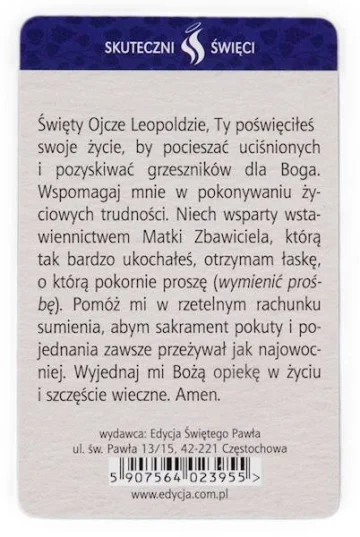 SKUTECZNI ŚWIĘCI
Święty Ojcze Leopoldzie, Ty poświęciłeś
swoje życie, by pocieszać uciśnionych
i pozyskiwać grzeszników dla Boga.
Wspomagaj mnie w pokonywaniu ży-
ciowych trudności. Niech wsparty wsta-
wiennictwem Matki Zbawiciela, którą
tak bardzo ukochałeś, otrzymam łaskę,
o którą pokornie proszę (wymienić proś-
bę). Pomóż mi w rzetelnym rachunku
sumienia, abym sakrament pokuty i po-
jednania zawsze przeżywał jak najowoc-
niej. Wyjednaj mi Bożą opiekę w życiu
i szczęście wieczne. Amen.
wydawca: Edycja Świętego Pawła
ul. św. Pawła 13/15, 42-221 Częstochowa
5 907564 023955 >
www.edycja.com.pl